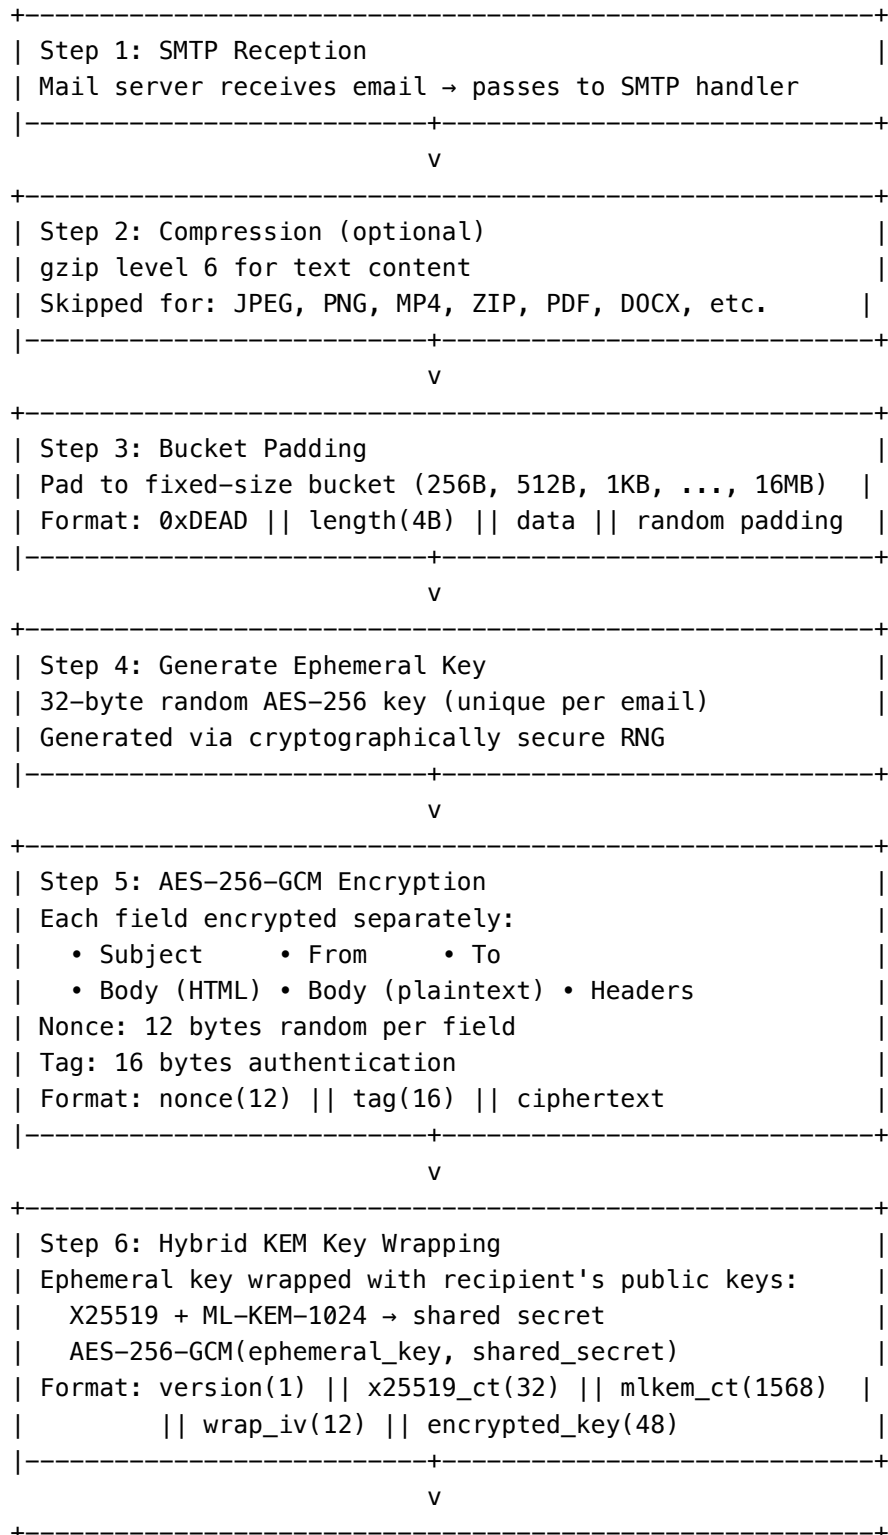 +---------------------------------------------------------+
| Step 1: SMTP Reception                                  |
| Mail server receives email → passes to SMTP handler
|---------------------------+-----------------------------+
                            v
+---------------------------------------------------------+
| Step 2: Compression (optional)                          |
| gzip level 6 for text content                           |
| Skipped for: JPEG, PNG, MP4, ZIP, PDF, DOCX, etc.      |
|---------------------------+-----------------------------+
                            v
+---------------------------------------------------------+
| Step 3: Bucket Padding                                  |
| Pad to fixed-size bucket (256B, 512B, 1KB, ..., 16MB)  |
| Format: 0xDEAD || length(4B) || data || random padding  |
|---------------------------+-----------------------------+
                            v
+---------------------------------------------------------+
| Step 4: Generate Ephemeral Key                          |
| 32-byte random AES-256 key (unique per email)           |
| Generated via cryptographically secure RNG
|---------------------------+-----------------------------+
                            v
+---------------------------------------------------------+
| Step 5: AES-256-GCM Encryption                          |
| Each field encrypted separately:                        |
|   • Subject     • From     • To                         |
|   • Body (HTML) • Body (plaintext) • Headers            |
| Nonce: 12 bytes random per field                        |
| Tag: 16 bytes authentication                            |
| Format: nonce(12) || tag(16) || ciphertext              |
|---------------------------+-----------------------------+
                            v
+---------------------------------------------------------+
| Step 6: Hybrid KEM Key Wrapping                         |
| Ephemeral key wrapped with recipient's public keys:     |
|   X25519 + ML-KEM-1024 → shared secret                  |
|   AES-256-GCM(ephemeral_key, shared_secret)             |
| Format: version(1) || x25519_ct(32) || mlkem_ct(1568)  |
|         || wrap_iv(12) || encrypted_key(48)             |
|---------------------------+-----------------------------+
                            v
+---------------------------------------------------------+